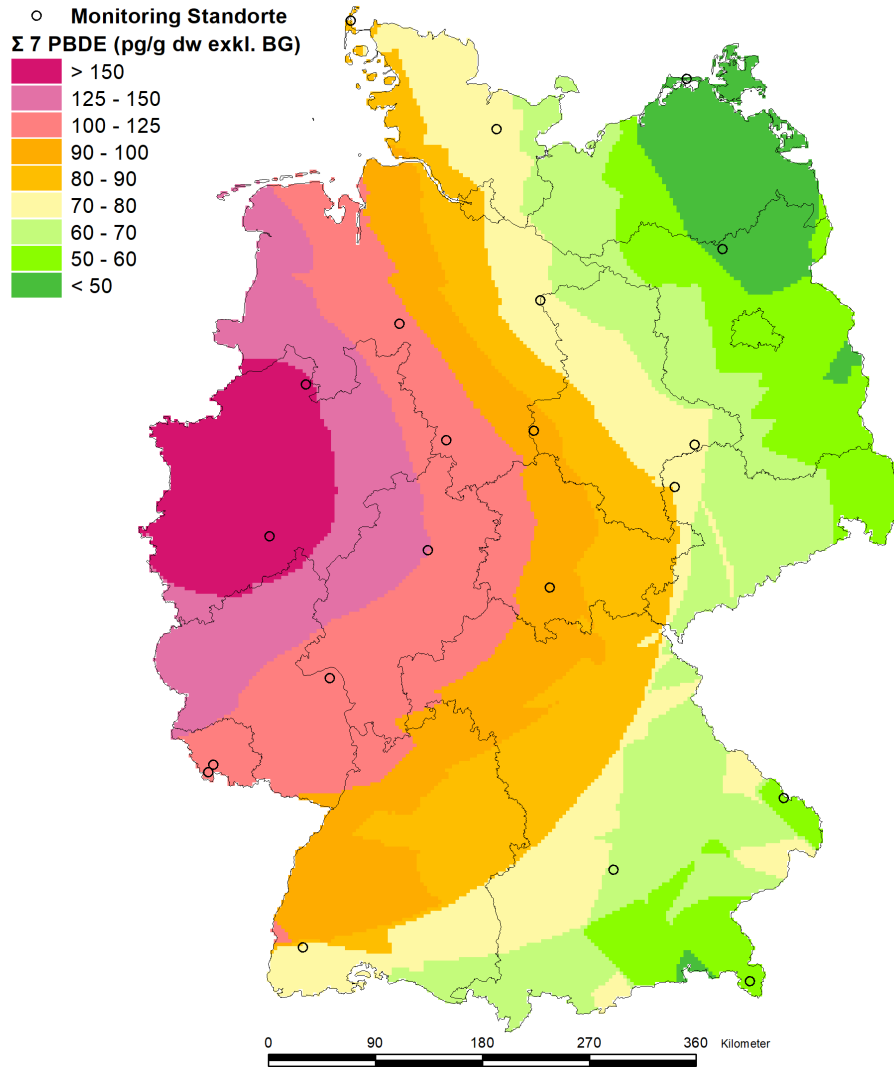 Monitoring Standorte
Σ 7 PBDE (pg/g dw exkl. BG)
> 150
125 - 150
100 - 125
90 - 100
80 - 90
70 - 80
60 - 70
50 - 60
< 50
0 90 180 270 360 Kilometer